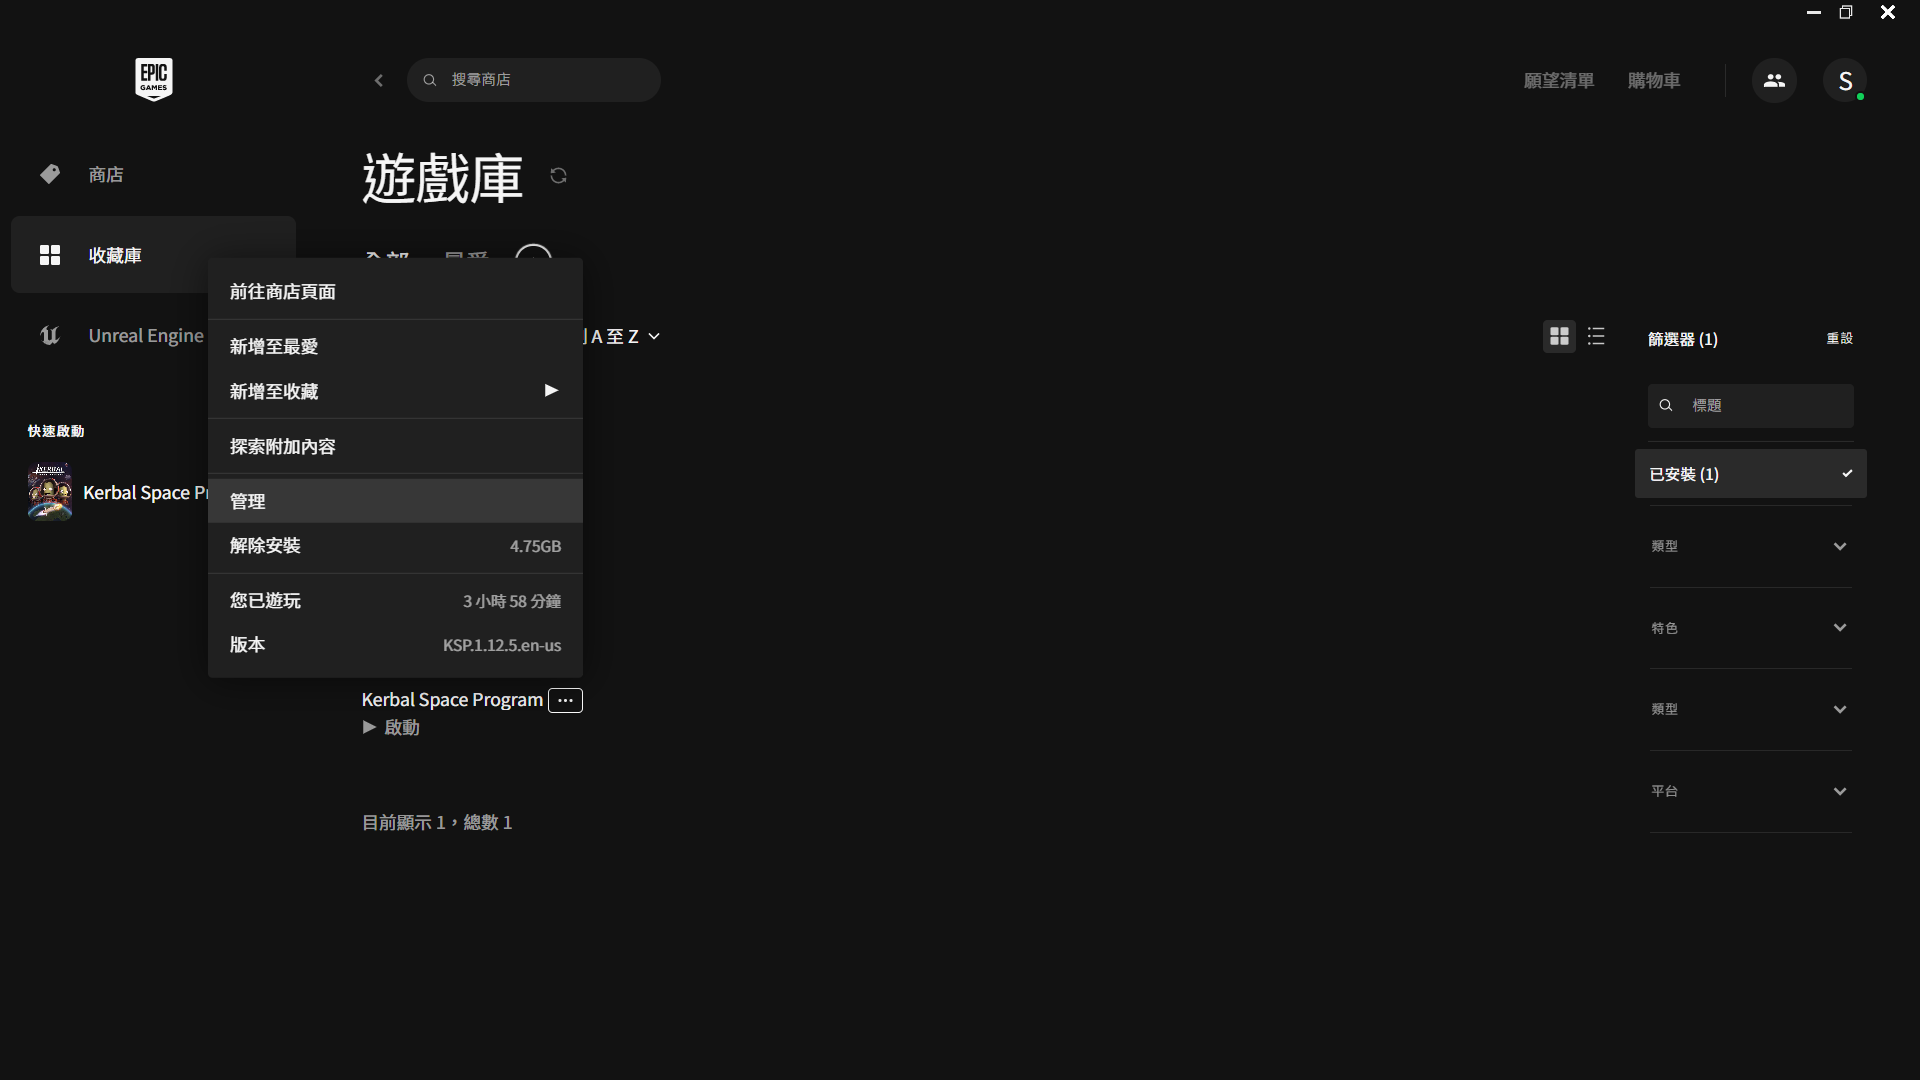 EPIC GAMES
搜尋商店
願望清單
購物車
S
商店
遊戲庫
收藏庫
全部
最愛
前往商店頁面
Unreal Engine
新增至最愛
A 至 Z
篩選器 (1)
重設
新增至收藏
標題
快速啟動
探索附加內容
已安裝 (1)
Kerbal Space Pr
管理
解除安裝
4.75GB
類型
您已遊玩
3 小時 58 分鐘
特色
版本
KSP.1.12.5.en-us
Kerbal Space Program
類型
啟動
平台
目前顯示 1，總數 1